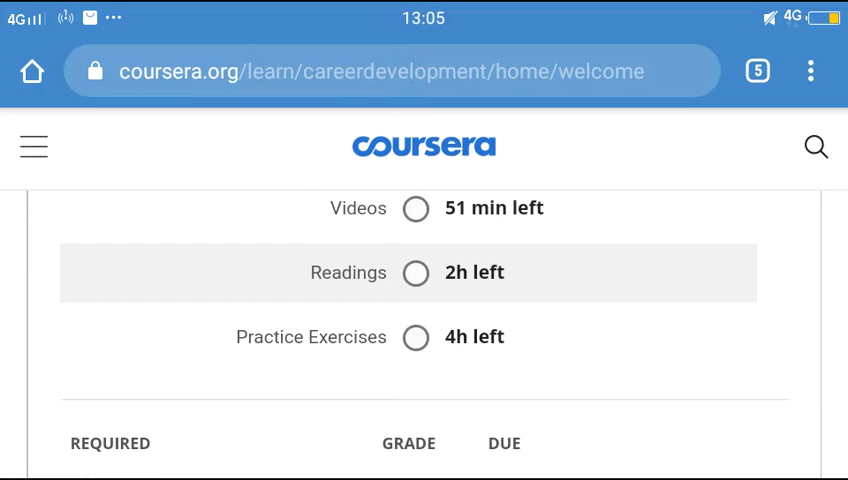 4G 13:05 4G
coursera.org/learn/careerdevelopment/home/welcome 5
coursera
Videos 51 min left
Readings 2h left
Practice Exercises 4h left
REQUIRED GRADE DUE